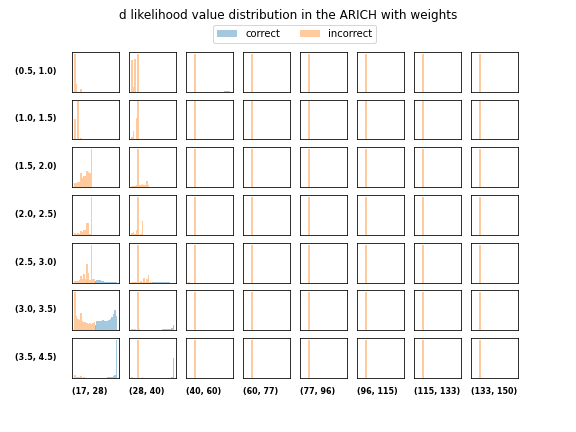 d likelihood value distribution in the ARICH with weights
correct incorrect
(0.5, 1.0)
(1.0, 1.5)
(1.5, 2.0)
(2.0, 2.5)
(2.5, 3.0)
(3.0, 3.5)
(3.5, 4.5)
(17, 28) (28, 40) (40, 60) (60, 77) (77, 96) (96, 115) (115, 133) (133, 150)